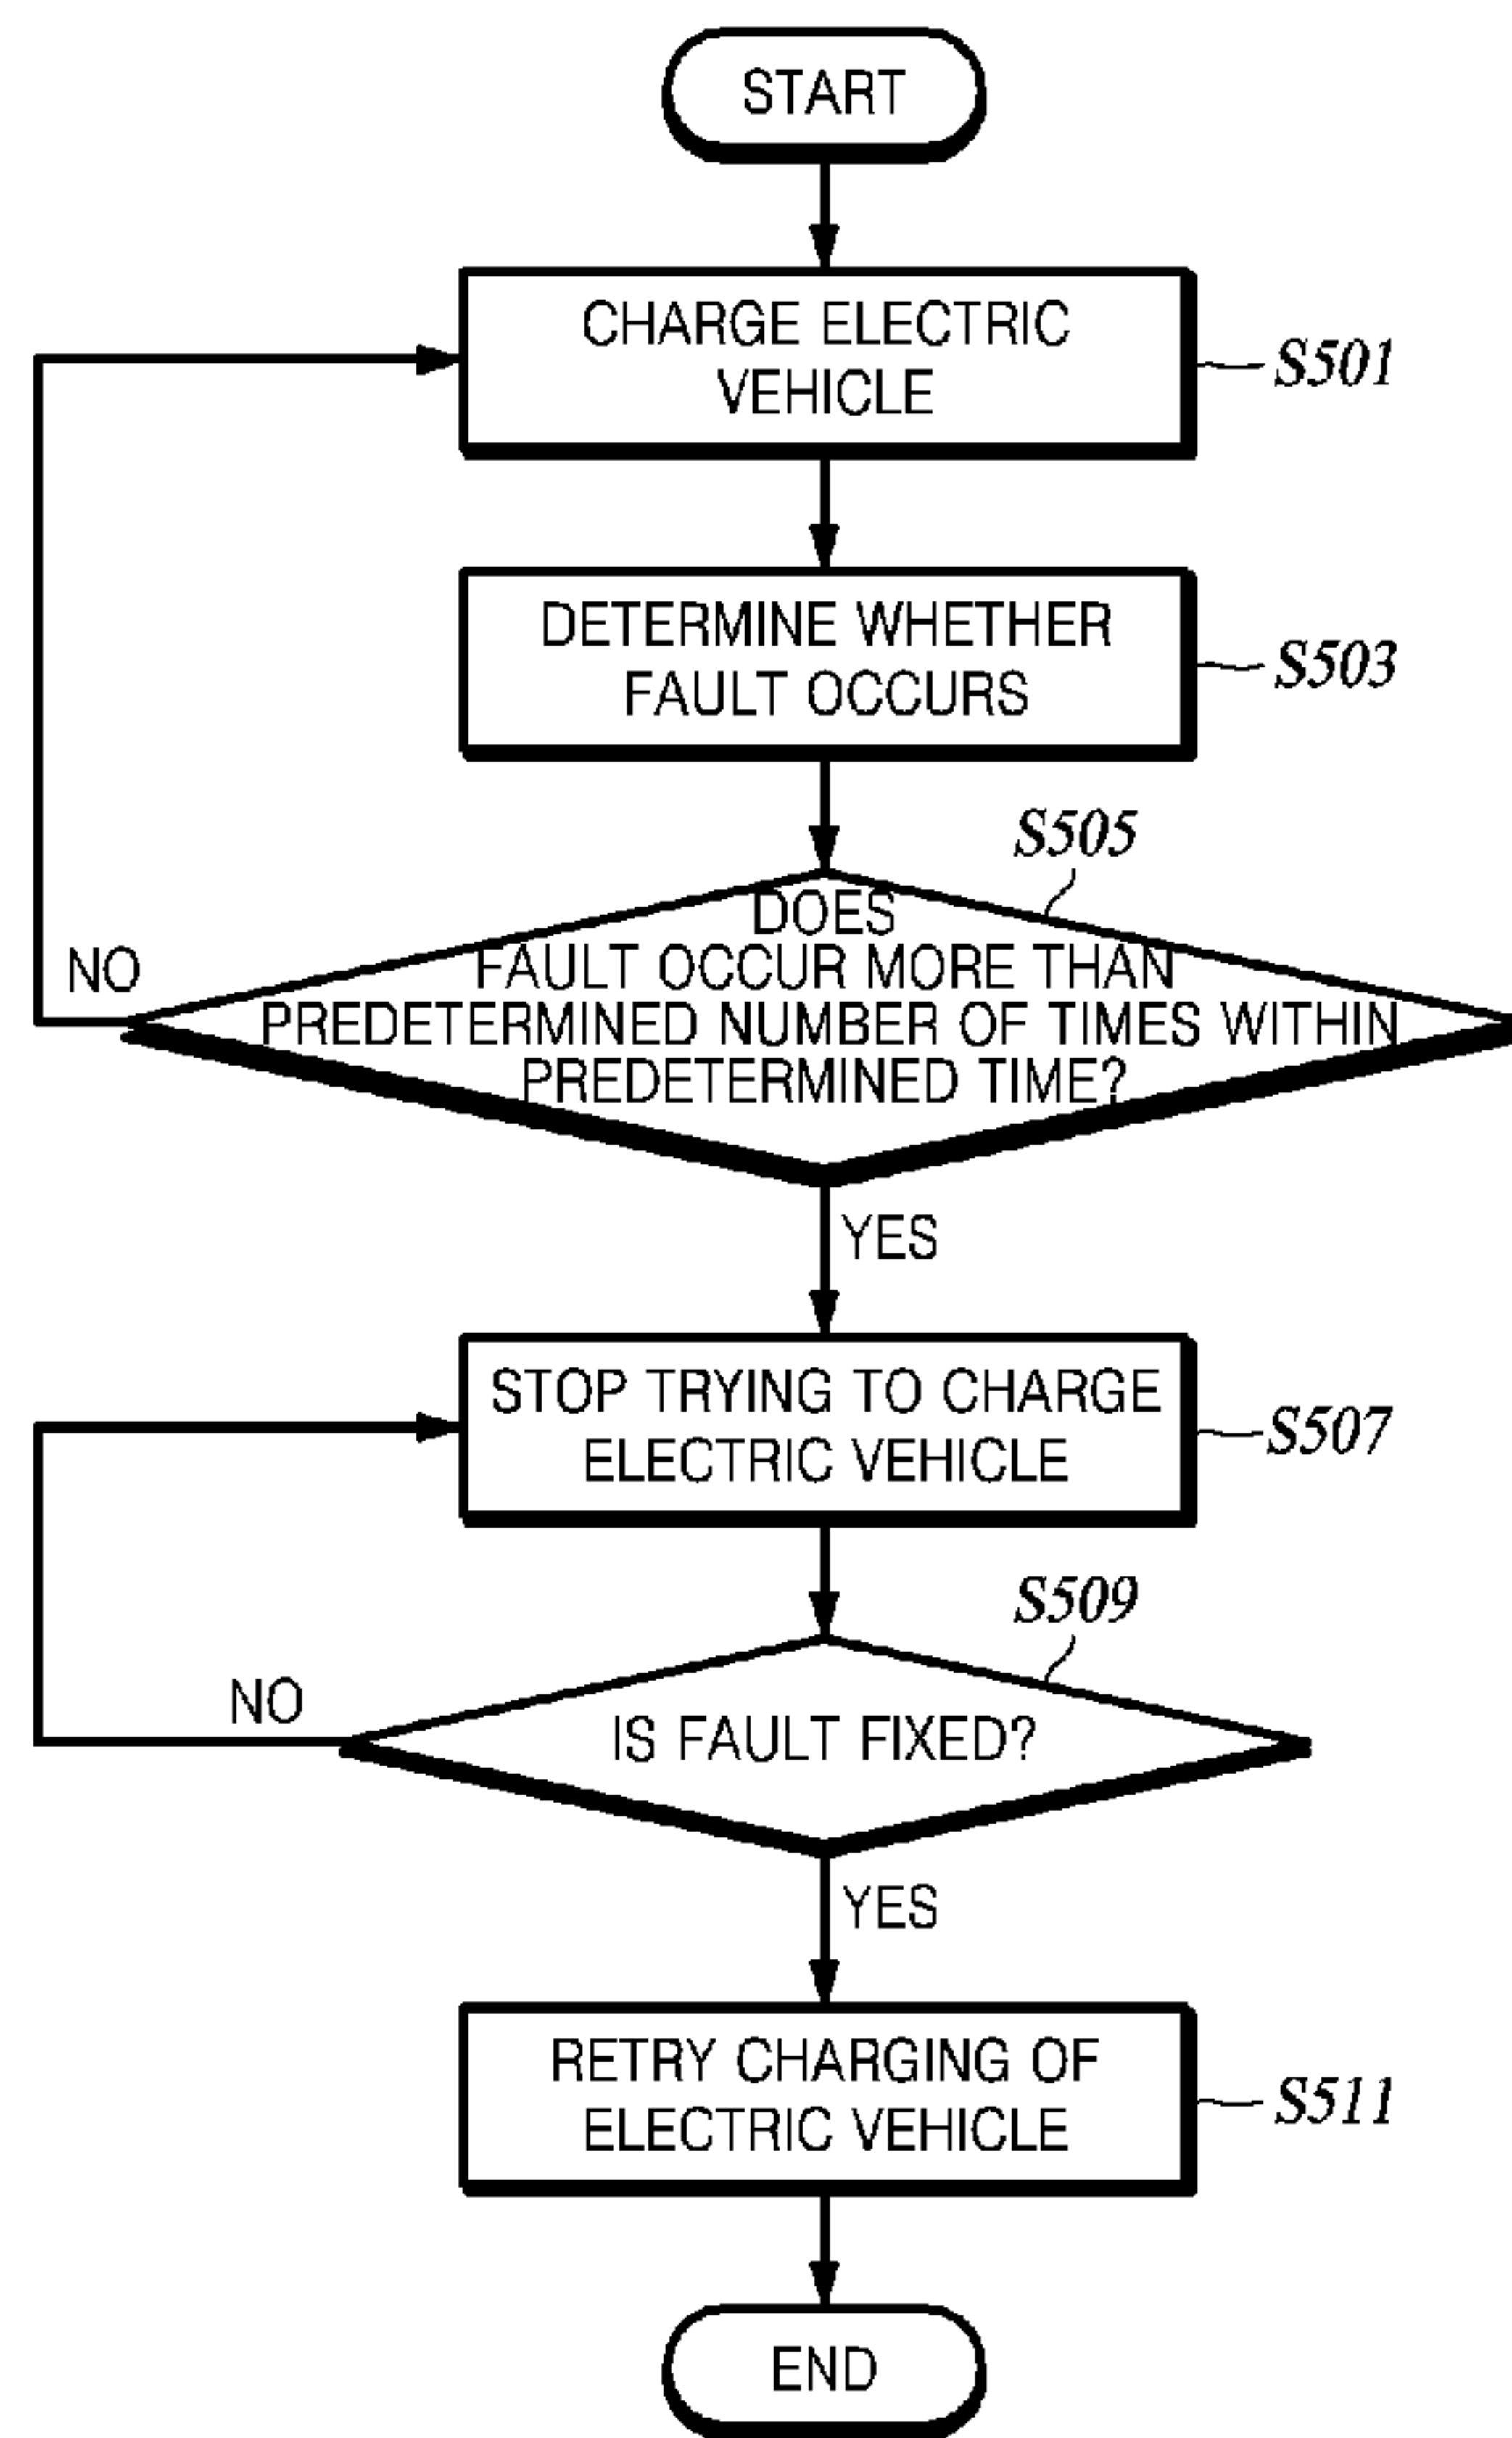 START
CHARGE ELECTRIC
VEHICLE
S501
DETERMINE WHETHER
FAULT OCCURS
S503
S505
DOES
FAULT OCCUR MORE THAN
PREDETERMINED NUMBER OF TIMES WITHIN
PREDETERMINED TIME?
NO
YES
STOP TRYING TO CHARGE
ELECTRIC VEHICLE
S507
S509
IS FAULT FIXED?
NO
YES
RETRY CHARGING OF
ELECTRIC VEHICLE
S511
END